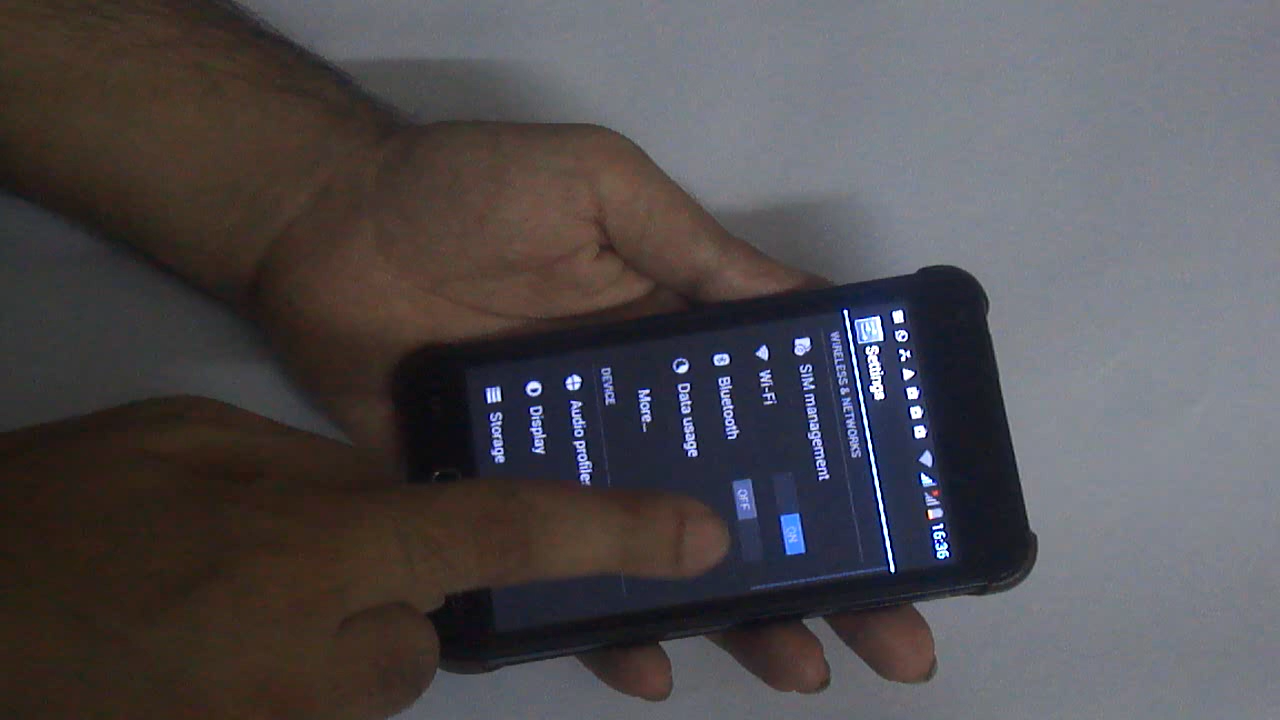 16:36
Settings
WIRELESS & NETWORKS
SIM management
Wi-Fi ON
Bluetooth OFF
Data usage
More...
DEVICE
Audio profiles
Display
Storage